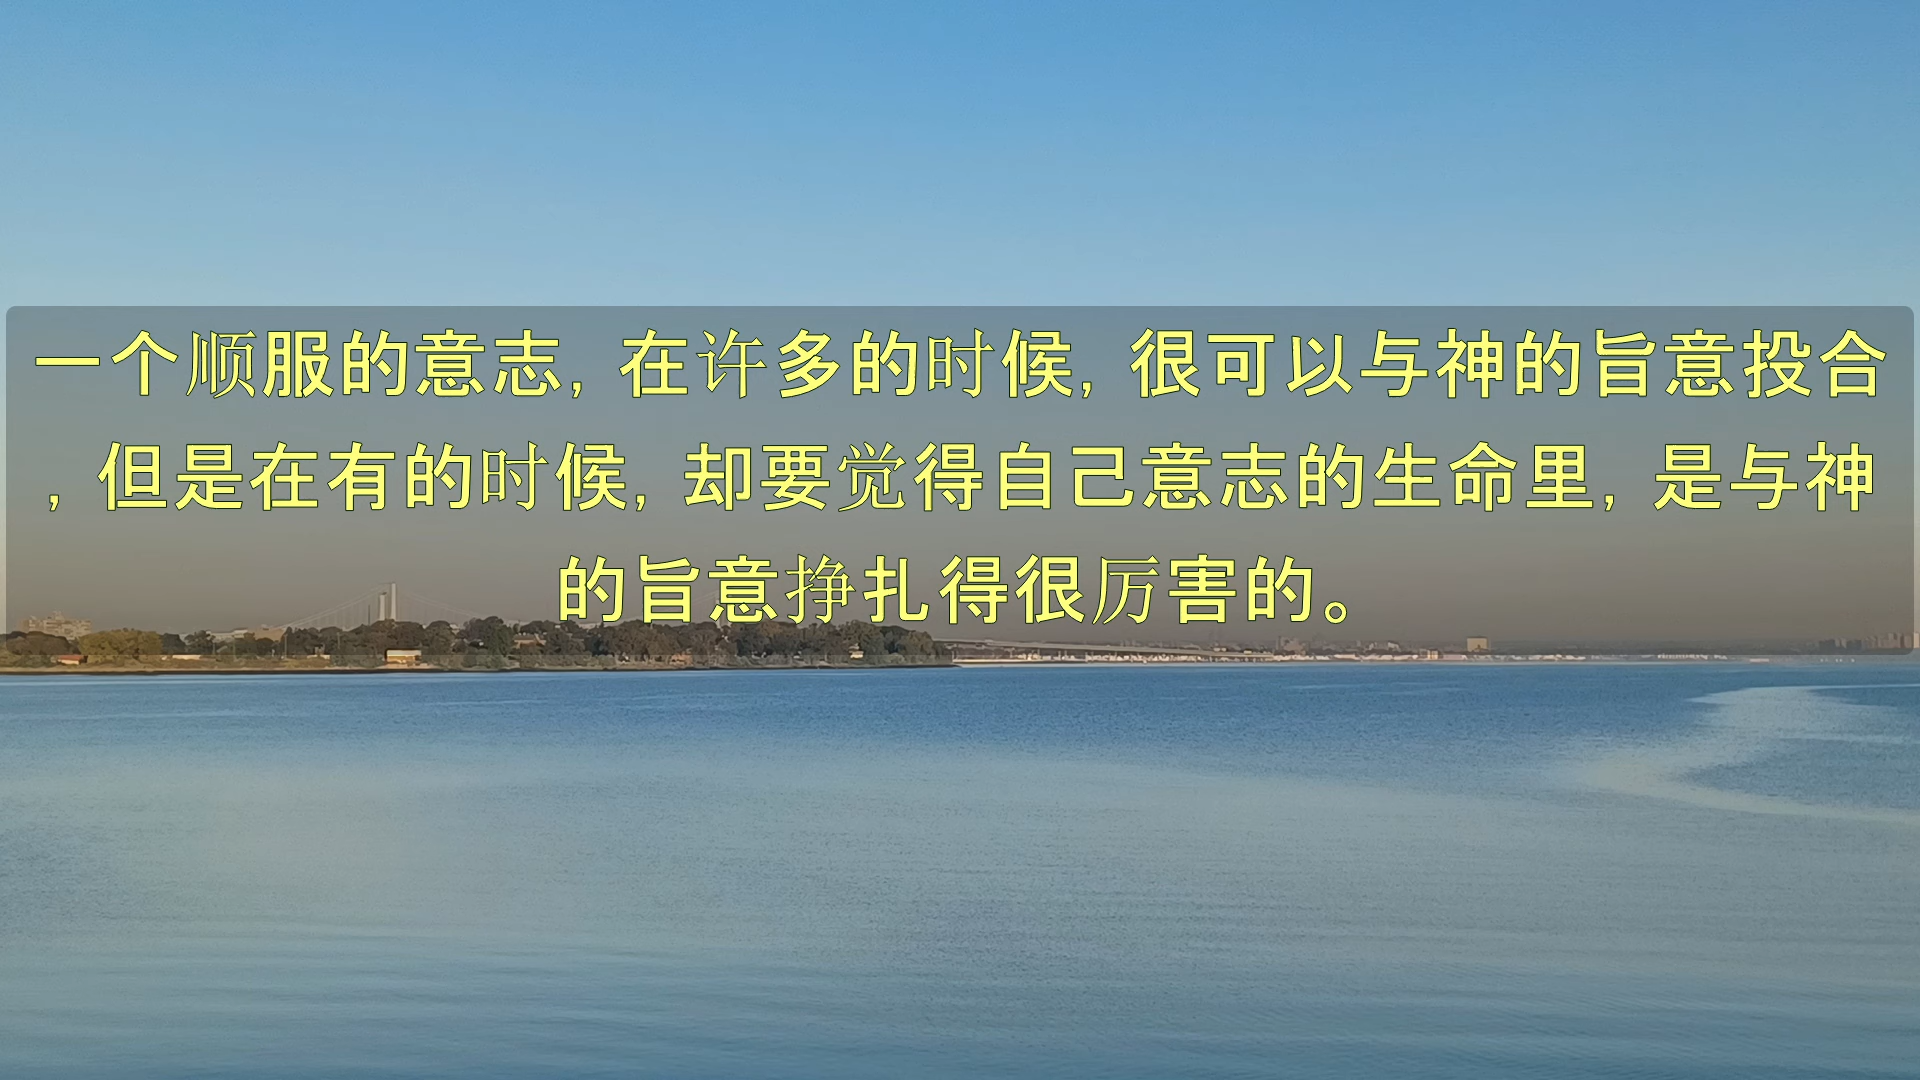 一个顺服的意志, 在许多的时候, 很可以与神的旨意投合
, 但是在有的时候, 却要觉得自己意志的生命里, 是与神
的旨意挣扎得很厉害的。